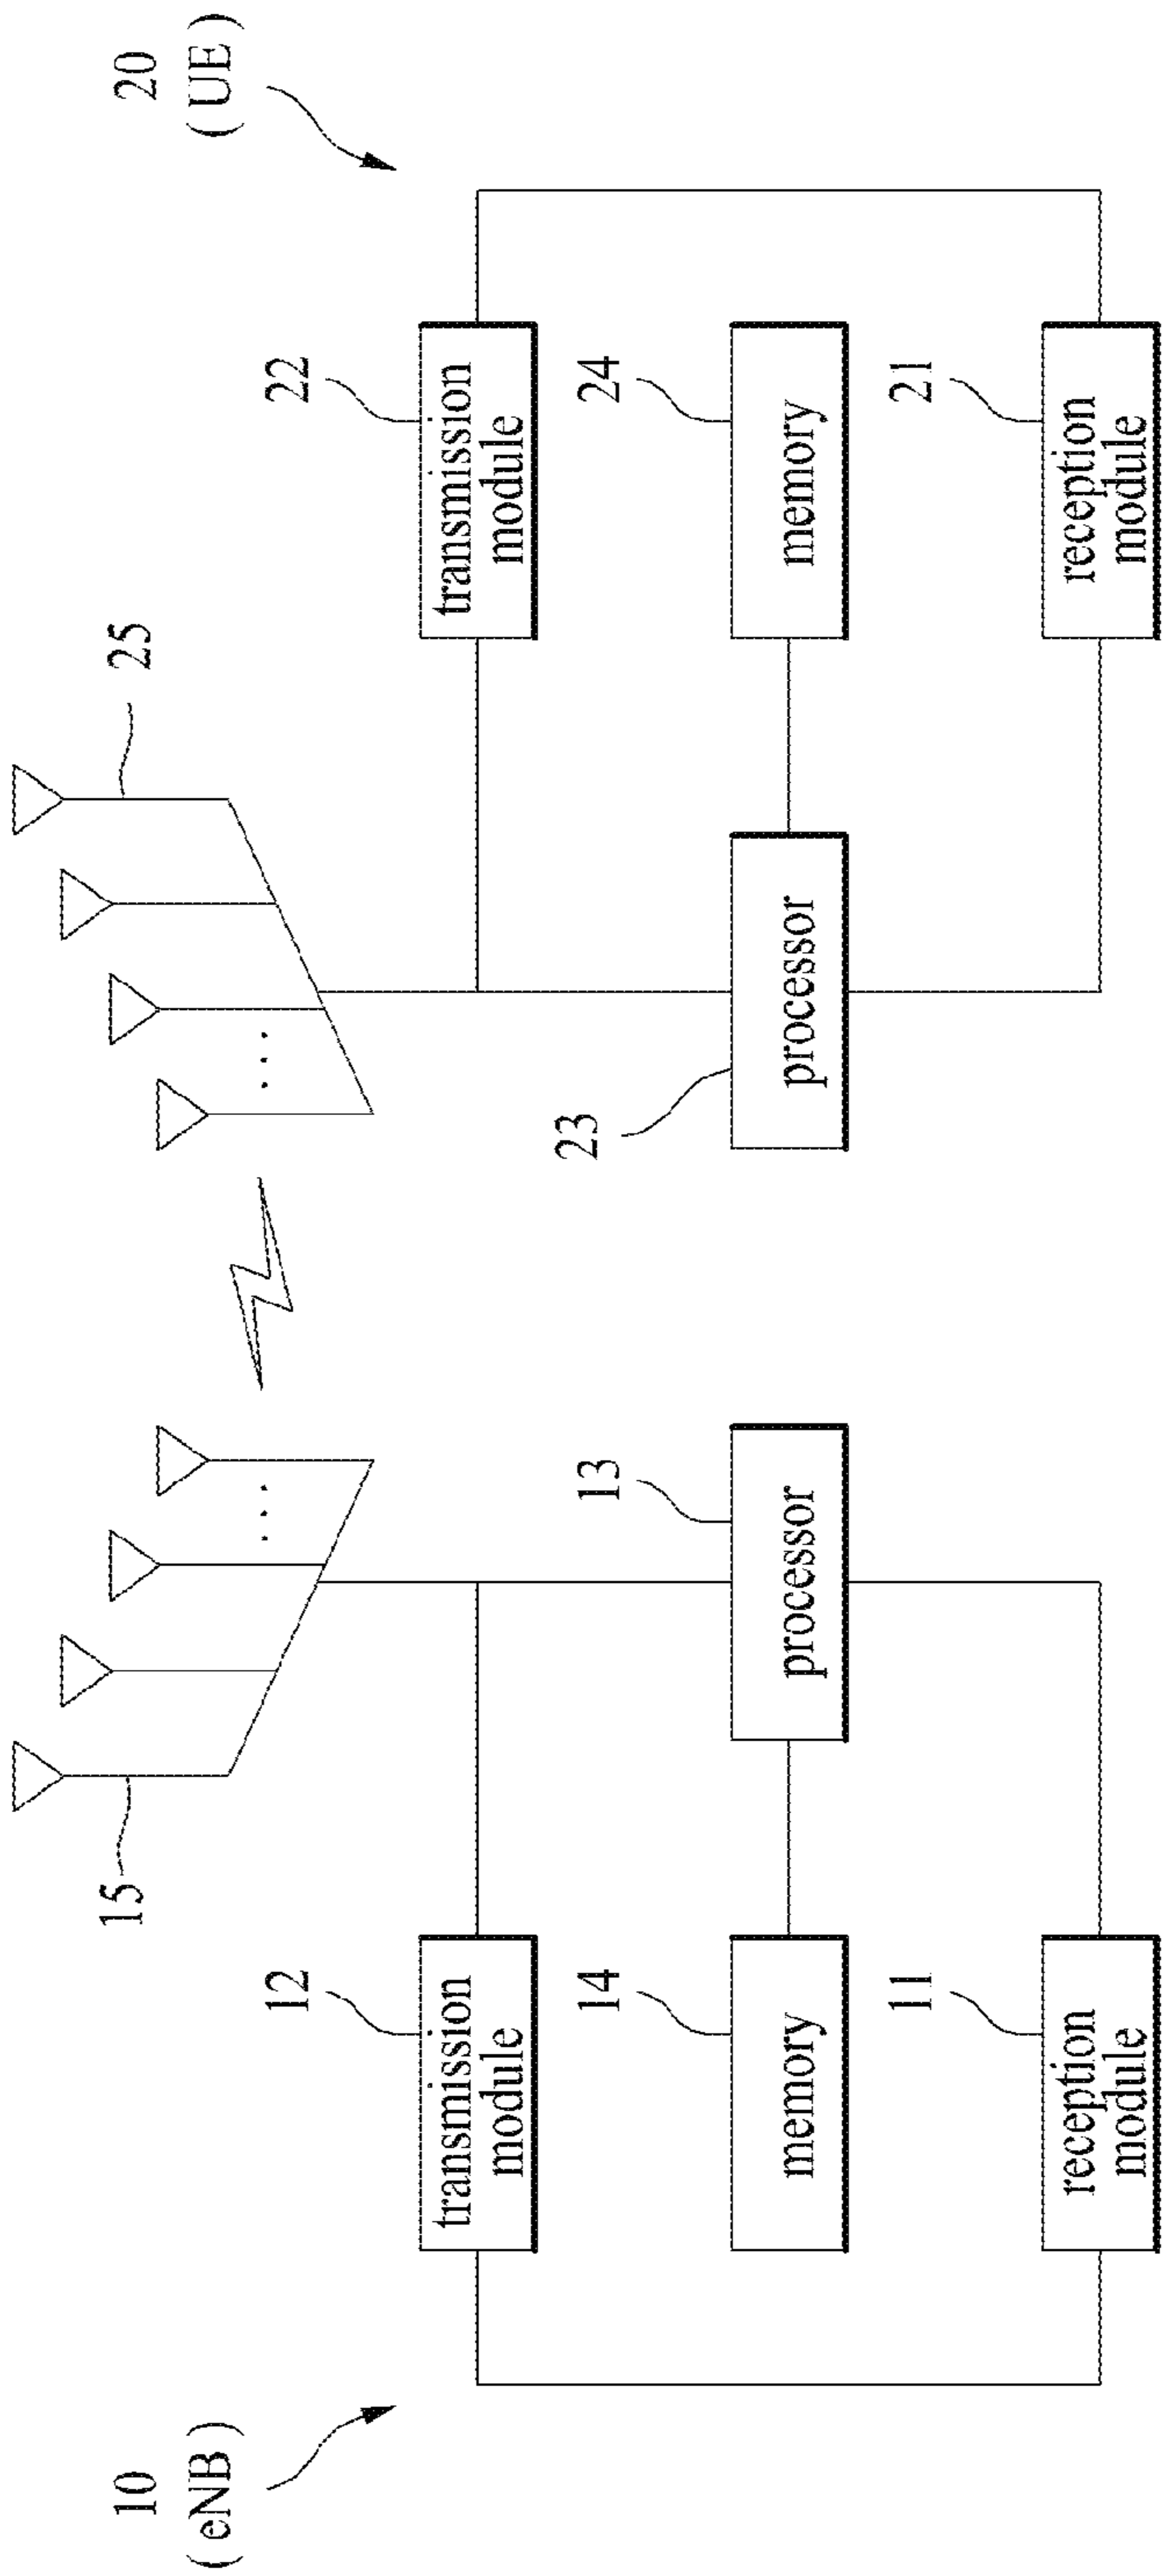 10
( eNB )
20
( UE )
15
25
12
transmission
module
22
transmission
module
13
processor
23
processor
14
memory
24
memory
11
reception
module
21
reception
module